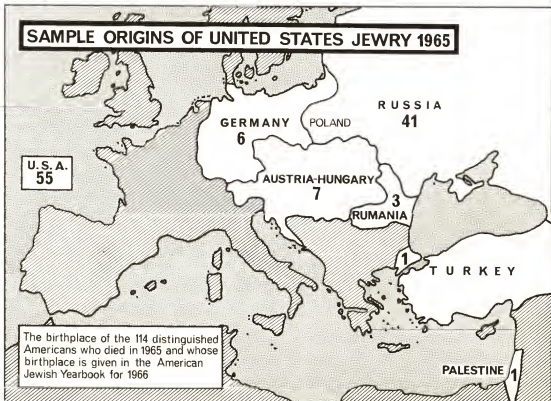 SAMPLE ORIGINS OF UNITED STATES JEWRY 1965
RUSSIA
41
GERMANY
6
POLAND
U.S.A.
55
AUSTRIA-HUNGARY
7
3
RUMANIA
1
TURKEY
The birthplace of the 114 distinguished
Americans who died in 1965 and whose
birthplace is given in the American
Jewish Yearbook for 1966
PALESTINE
1